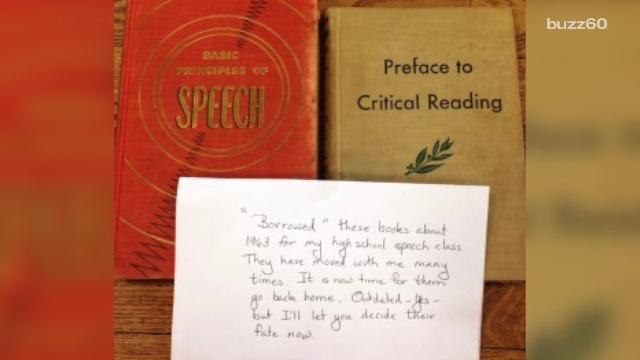 buzz60
BASIC
PRINCIPLES OF
SPEECH
Preface to
Critical Reading
"Borrowed" these books about
1963 for my high school speech class.
They have moved with me many
times. It is now time for them
go back home. Outdated - Yes -
but I'll let you decide their
fate now.